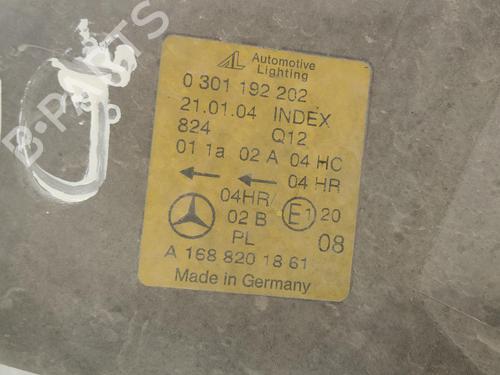 B-PARTS
AL Automotive
Lighting
0 301 192 202
21.01.04 INDEX
824 Q12
01 1a 02 A 04 HC
04 HR
04HR/
02 B E1 20
PL 08
A 168 820 18 61
Made in Germany